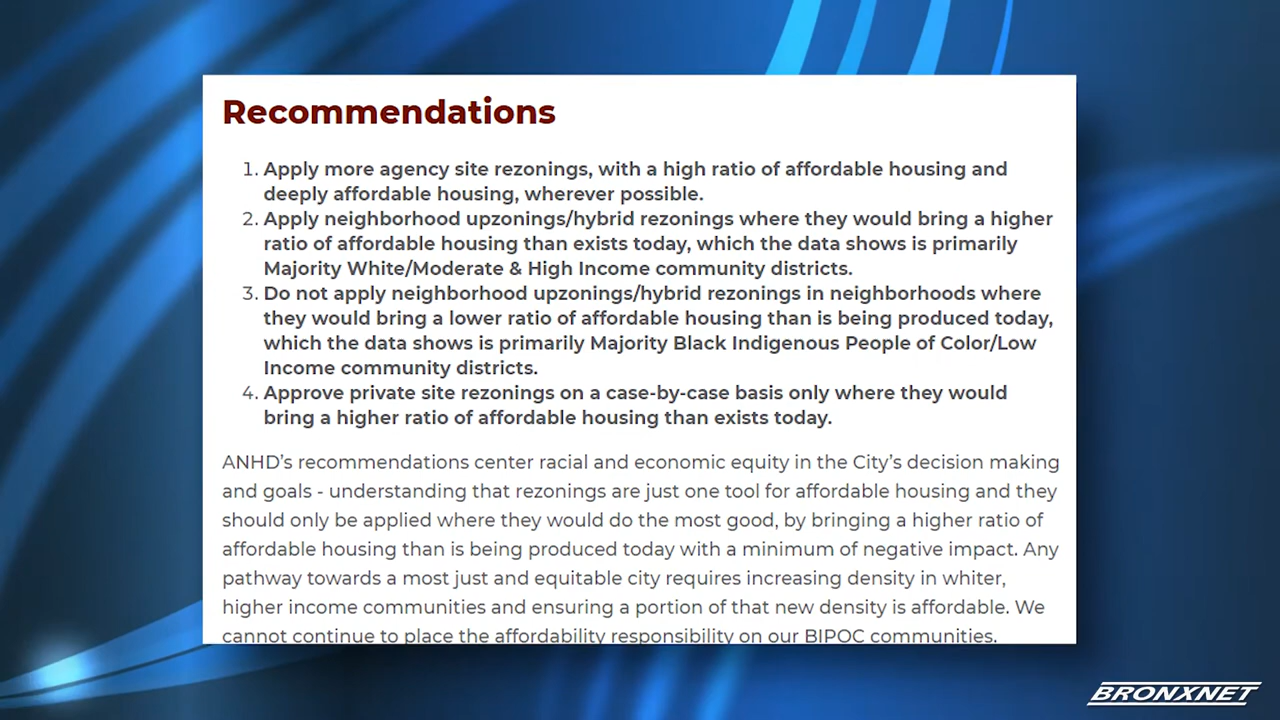 Recommendations
1. Apply more agency site rezonings, with a high ratio of affordable housing and
deeply affordable housing, wherever possible.
2. Apply neighborhood upzonings/hybrid rezonings where they would bring a higher
ratio of affordable housing than exists today, which the data shows is primarily
Majority White/Moderate & High Income community districts.
3. Do not apply neighborhood upzonings/hybrid rezonings in neighborhoods where
they would bring a lower ratio of affordable housing than is being produced today,
which the data shows is primarily Majority Black Indigenous People of Color/Low
Income community districts.
4. Approve private site rezonings on a case-by-case basis only where they would
bring a higher ratio of affordable housing than exists today.
ANHD's recommendations center racial and economic equity in the City's decision making
and goals - understanding that rezonings are just one tool for affordable housing and they
should only be applied where they would do the most good, by bringing a higher ratio of
affordable housing than is being produced today with a minimum of negative impact. Any
pathway towards a most just and equitable city requires increasing density in whiter,
higher income communities and ensuring a portion of that new density is affordable. We
cannot continue to place the affordability responsibility on our BIPOC communities.
BRONXNET